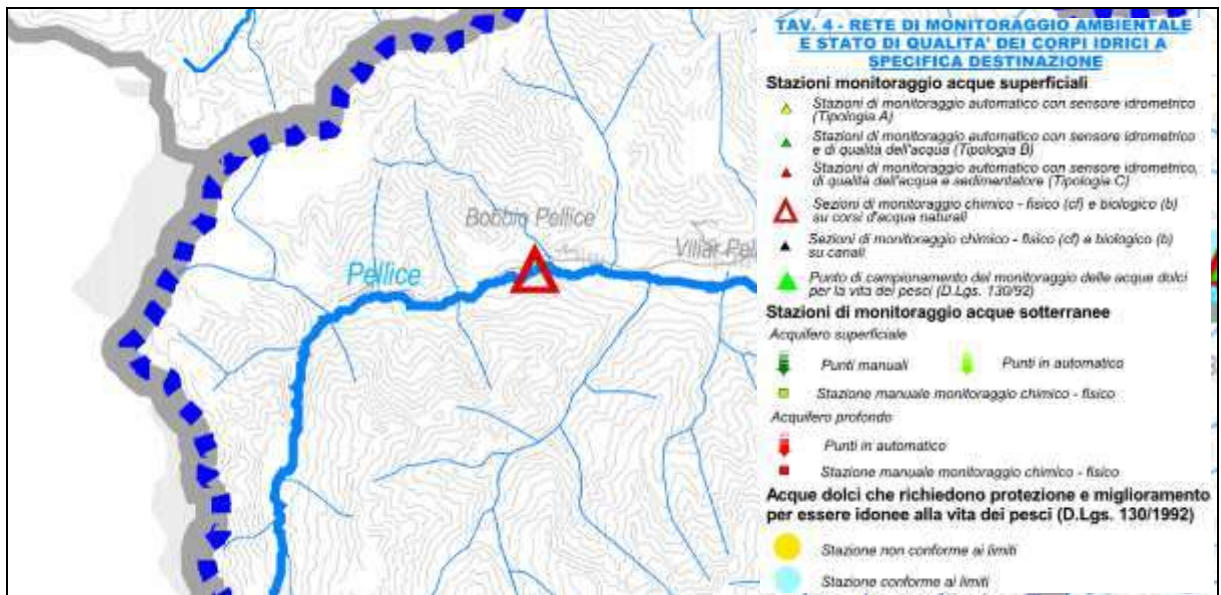 Bobbio Pellice
Villar Pel
Pellice
TAV. 4 - RETE DI MONITORAGGIO AMBIENTALE
E STATO DI QUALITA' DEI CORPI IDRICI A
SPECIFICA DESTINAZIONE
Stazioni monitoraggio acque superficiali
Stazioni di monitoraggio automatico con sensore idrometrico
(Tipologia A)
Stazioni di monitoraggio automatico con sensore idrometrico
e di qualità dell'acqua (Tipologia B)
Stazioni di monitoraggio automatico con sensore idrometrico,
di qualità dell'acqua e sedimentatore (Tipologia C)
Sezioni di monitoraggio chimico - fisico (cf) e biologico (b)
su corsi d'acqua naturali
Sezioni di monitoraggio chimico - fisico (cf) e biologico (b)
su canali
Punto di campionamento del monitoraggio delle acque dolci
per la vita dei pesci (D.Lgs. 130/92)
Stazioni di monitoraggio acque sotterranee
Acquifero superficiale
Punti manuali Punti in automatico
Stazione manuale monitoraggio chimico - fisico
Acquifero profondo
Punti in automatico
Stazione manuale monitoraggio chimico - fisico
Acque dolci che richiedono protezione e miglioramento
per essere idonee alla vita dei pesci (D.Lgs. 130/1992)
Stazione non conforme ai limiti
Stazione conforme ai limiti